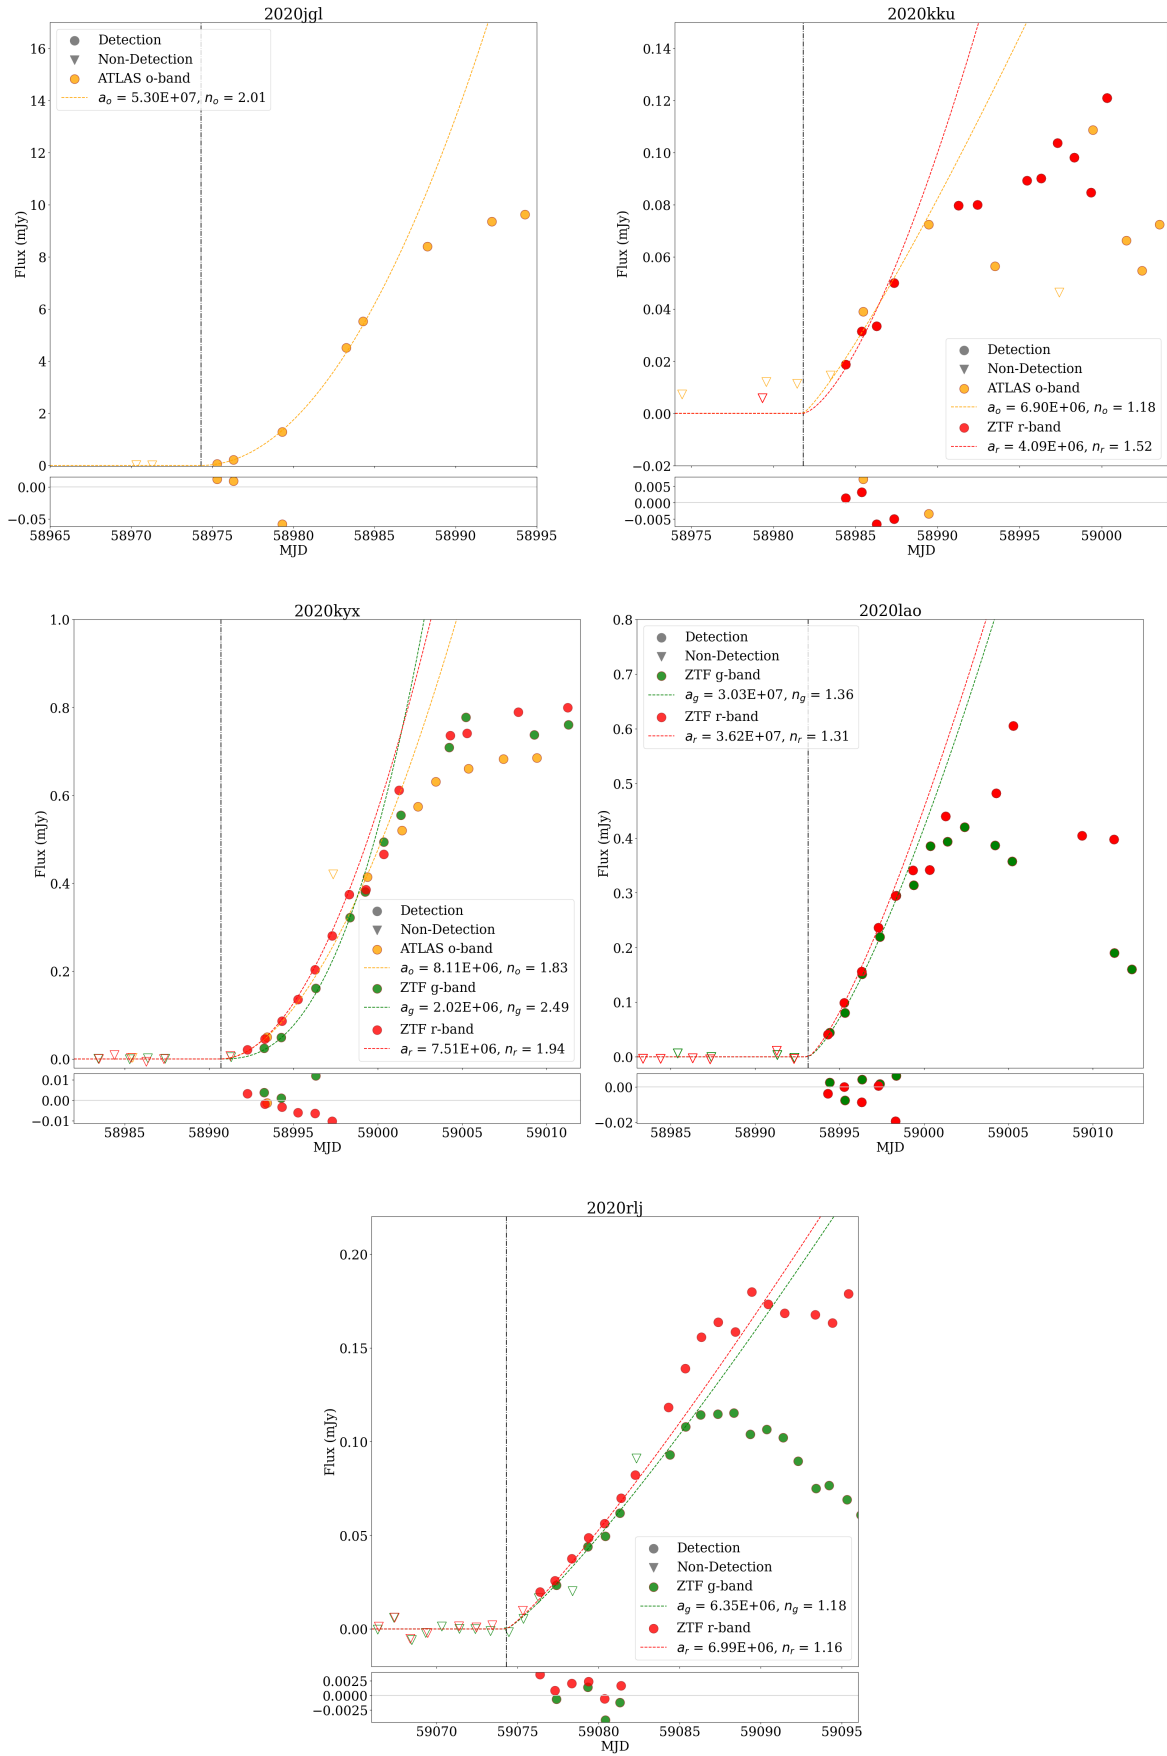 2020jgl
Flux (mJy)
16
14
12
10
8
6
4
2
0
Detection
Non-Detection
ATLAS o-band
a_o = 5.30E+07, n_o = 2.01
0.00
−0.05
58965 58970 58975 58980 58985 58990 58995
MJD
2020kku
Flux (mJy)
0.14
0.12
0.10
0.08
0.06
0.04
0.02
0.00
−0.02
Detection
Non-Detection
ATLAS o-band
a_o = 6.90E+06, n_o = 1.18
ZTF r-band
a_r = 4.09E+06, n_r = 1.52
0.005
0.000
−0.005
58975 58980 58985 58990 58995 59000
MJD
2020kyx
Flux (mJy)
1.0
0.8
0.6
0.4
0.2
0.0
Detection
Non-Detection
ATLAS o-band
a_o = 8.11E+06, n_o = 1.83
ZTF g-band
a_g = 2.02E+06, n_g = 2.49
ZTF r-band
a_r = 7.51E+06, n_r = 1.94
0.01
0.00
−0.01
58985 58990 58995 59000 59005 59010
MJD
2020lao
Flux (mJy)
0.8
0.7
0.6
0.5
0.4
0.3
0.2
0.1
0.0
Detection
Non-Detection
ZTF g-band
a_g = 3.03E+07, n_g = 1.36
ZTF r-band
a_r = 3.62E+07, n_r = 1.31
0.00
−0.02
58985 58990 58995 59000 59005 59010
MJD
2020rlj
Flux (mJy)
0.20
0.15
0.10
0.05
0.00
Detection
Non-Detection
ZTF g-band
a_g = 6.35E+06, n_g = 1.18
ZTF r-band
a_r = 6.99E+06, n_r = 1.16
0.0025
0.0000
−0.0025
59070 59075 59080 59085 59090 59095
MJD